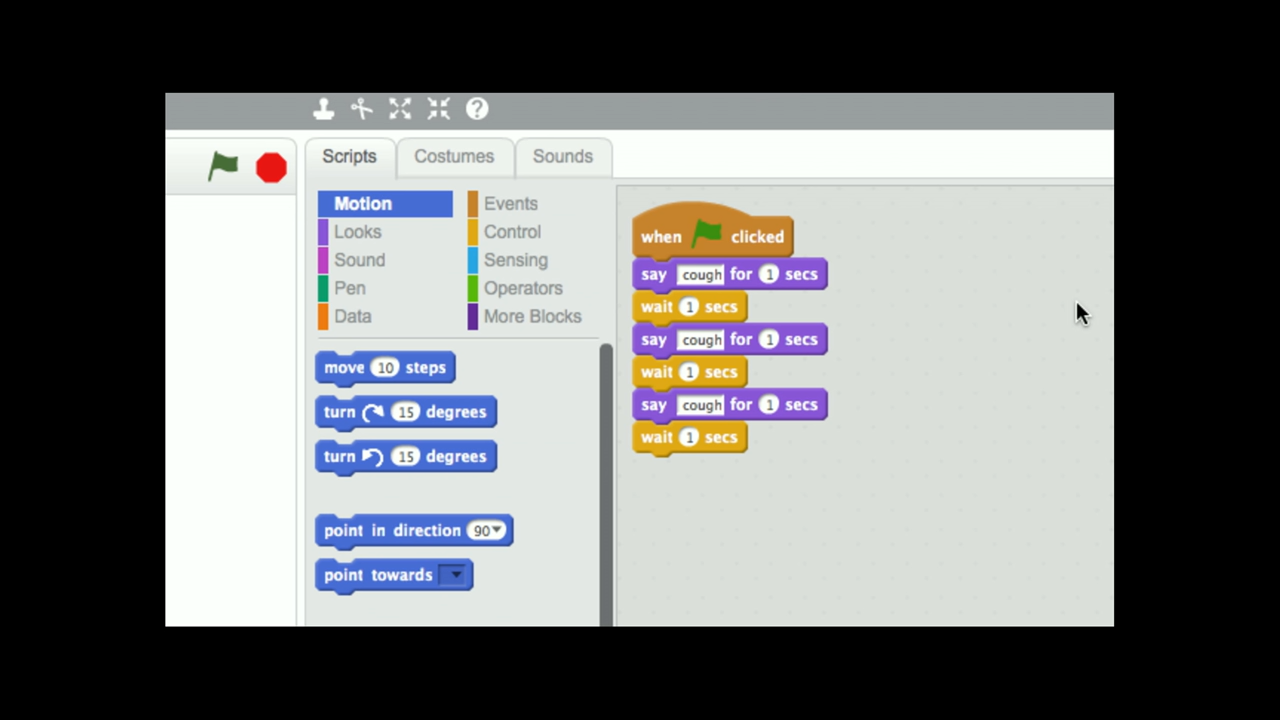 Scripts
Costumes
Sounds
Motion
Looks
Sound
Pen
Data
Events
Control
Sensing
Operators
More Blocks
move 10 steps
turn 15 degrees
turn 15 degrees
point in direction 90
point towards
when clicked
say cough for 1 secs
wait 1 secs
say cough for 1 secs
wait 1 secs
say cough for 1 secs
wait 1 secs